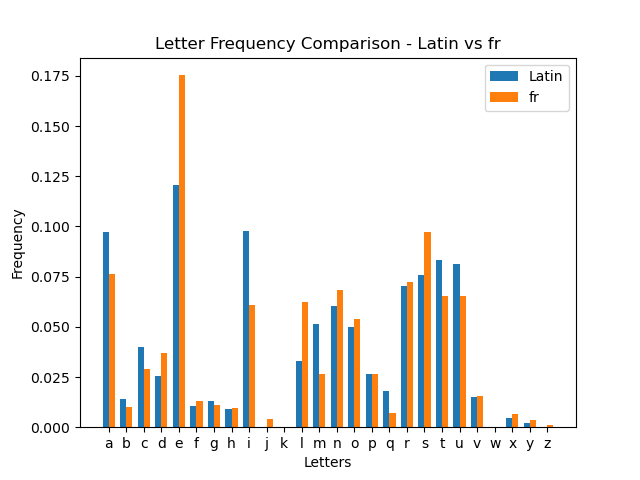 Letter Frequency Comparison - Latin vs fr
Latin
fr
Frequency
0.175
0.150
0.125
0.100
0.075
0.050
0.025
0.000
a b c d e f g h i j k l m n o p q r s t u v w x y z
Letters